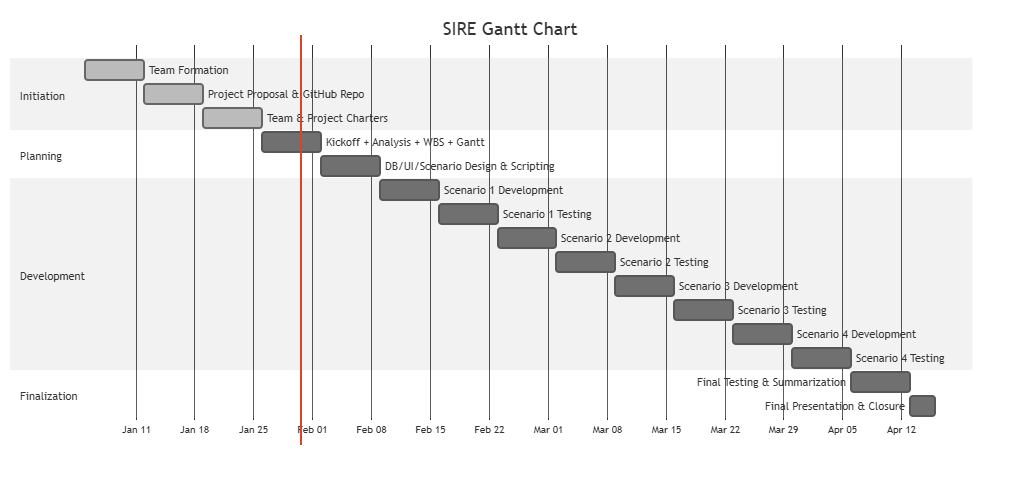 SIRE Gantt Chart
Initiation
Team Formation
Project Proposal & GitHub Repo
Team & Project Charters
Planning
Kickoff + Analysis + WBS + Gantt
DB/UI/Scenario Design & Scripting
Development
Scenario 1 Development
Scenario 1 Testing
Scenario 2 Development
Scenario 2 Testing
Scenario 3 Development
Scenario 3 Testing
Scenario 4 Development
Scenario 4 Testing
Finalization
Final Testing & Summarization
Final Presentation & Closure
Jan 11 Jan 18 Jan 25 Feb 01 Feb 08 Feb 15 Feb 22 Mar 01 Mar 08 Mar 15 Mar 22 Mar 29 Apr 05 Apr 12